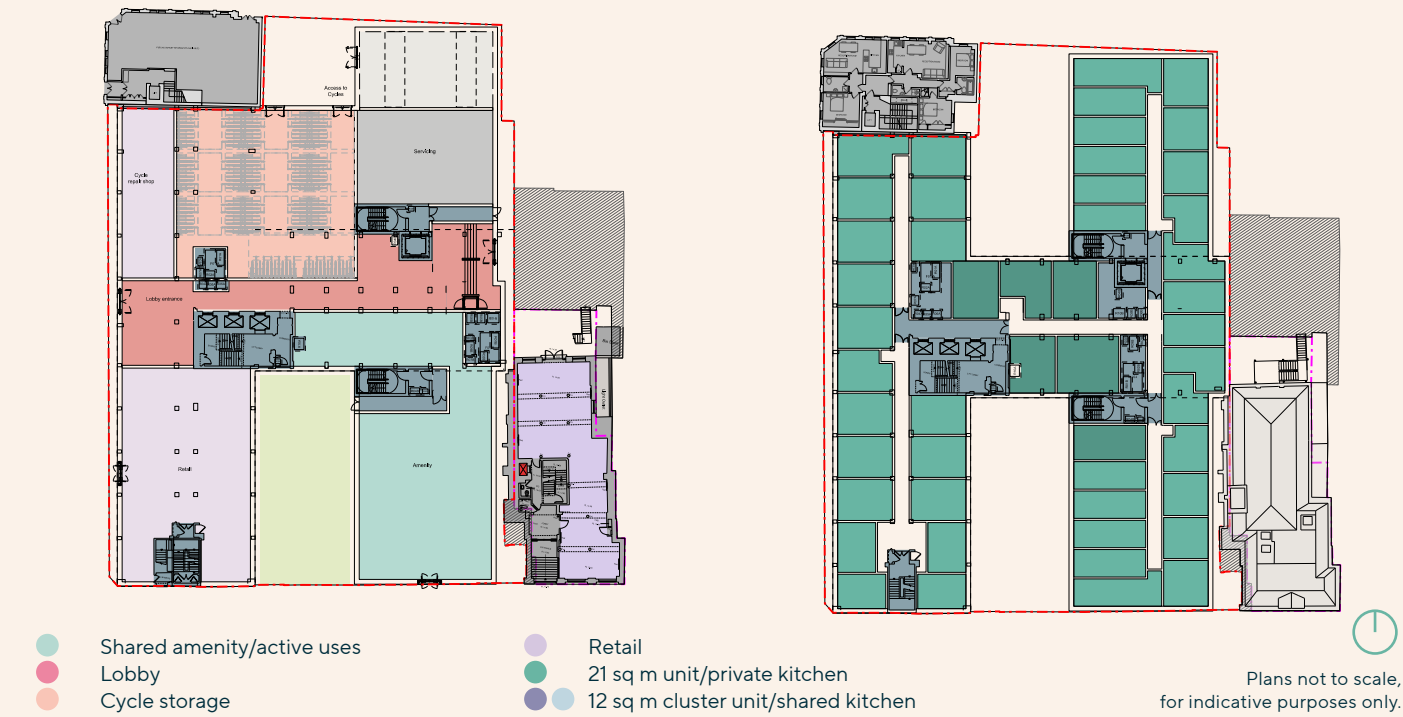 Access to
Cycles
Servicing
Cycle
repair shop
Lobby entrance
Retail
Amenity
Shared amenity/active uses
Lobby
Cycle storage
Retail
21 sq m unit/private kitchen
12 sq m cluster unit/shared kitchen
Plans not to scale,
for indicative purposes only.